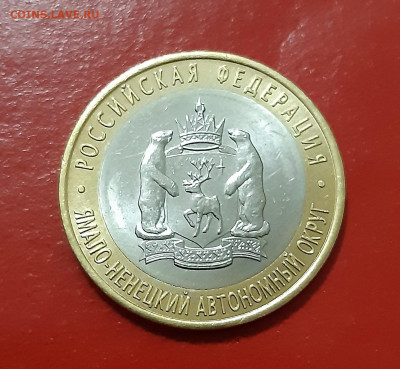 COINS.LAVE.RU
• РОССИЙСКАЯ ФЕДЕРАЦИЯ •
ЯМАЛО-НЕНЕЦКИЙ АВТОНОМНЫЙ ОКРУГ